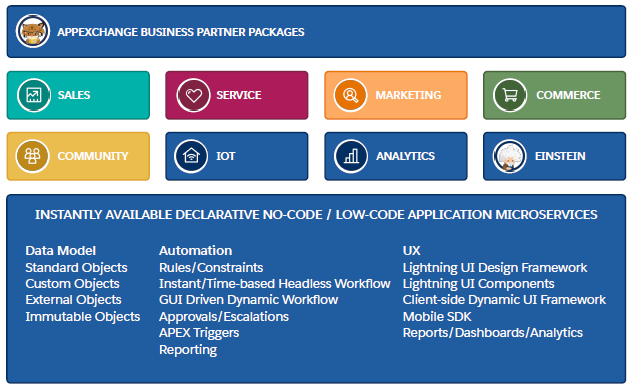 APPEXCHANGE BUSINESS PARTNER PACKAGES
SALES
SERVICE
MARKETING
COMMERCE
COMMUNITY
IOT
ANALYTICS
EINSTEIN
INSTANTLY AVAILABLE DECLARATIVE NO-CODE / LOW-CODE APPLICATION MICROSERVICES
Data Model
Standard Objects
Custom Objects
External Objects
Immutable Objects
Automation
Rules/Constraints
Instant/Time-based Headless Workflow
GUI Driven Dynamic Workflow
Approvals/Escalations
APEX Triggers
Reporting
UX
Lightning UI Design Framework
Lightning UI Components
Client-side Dynamic UI Framework
Mobile SDK
Reports/Dashboards/Analytics